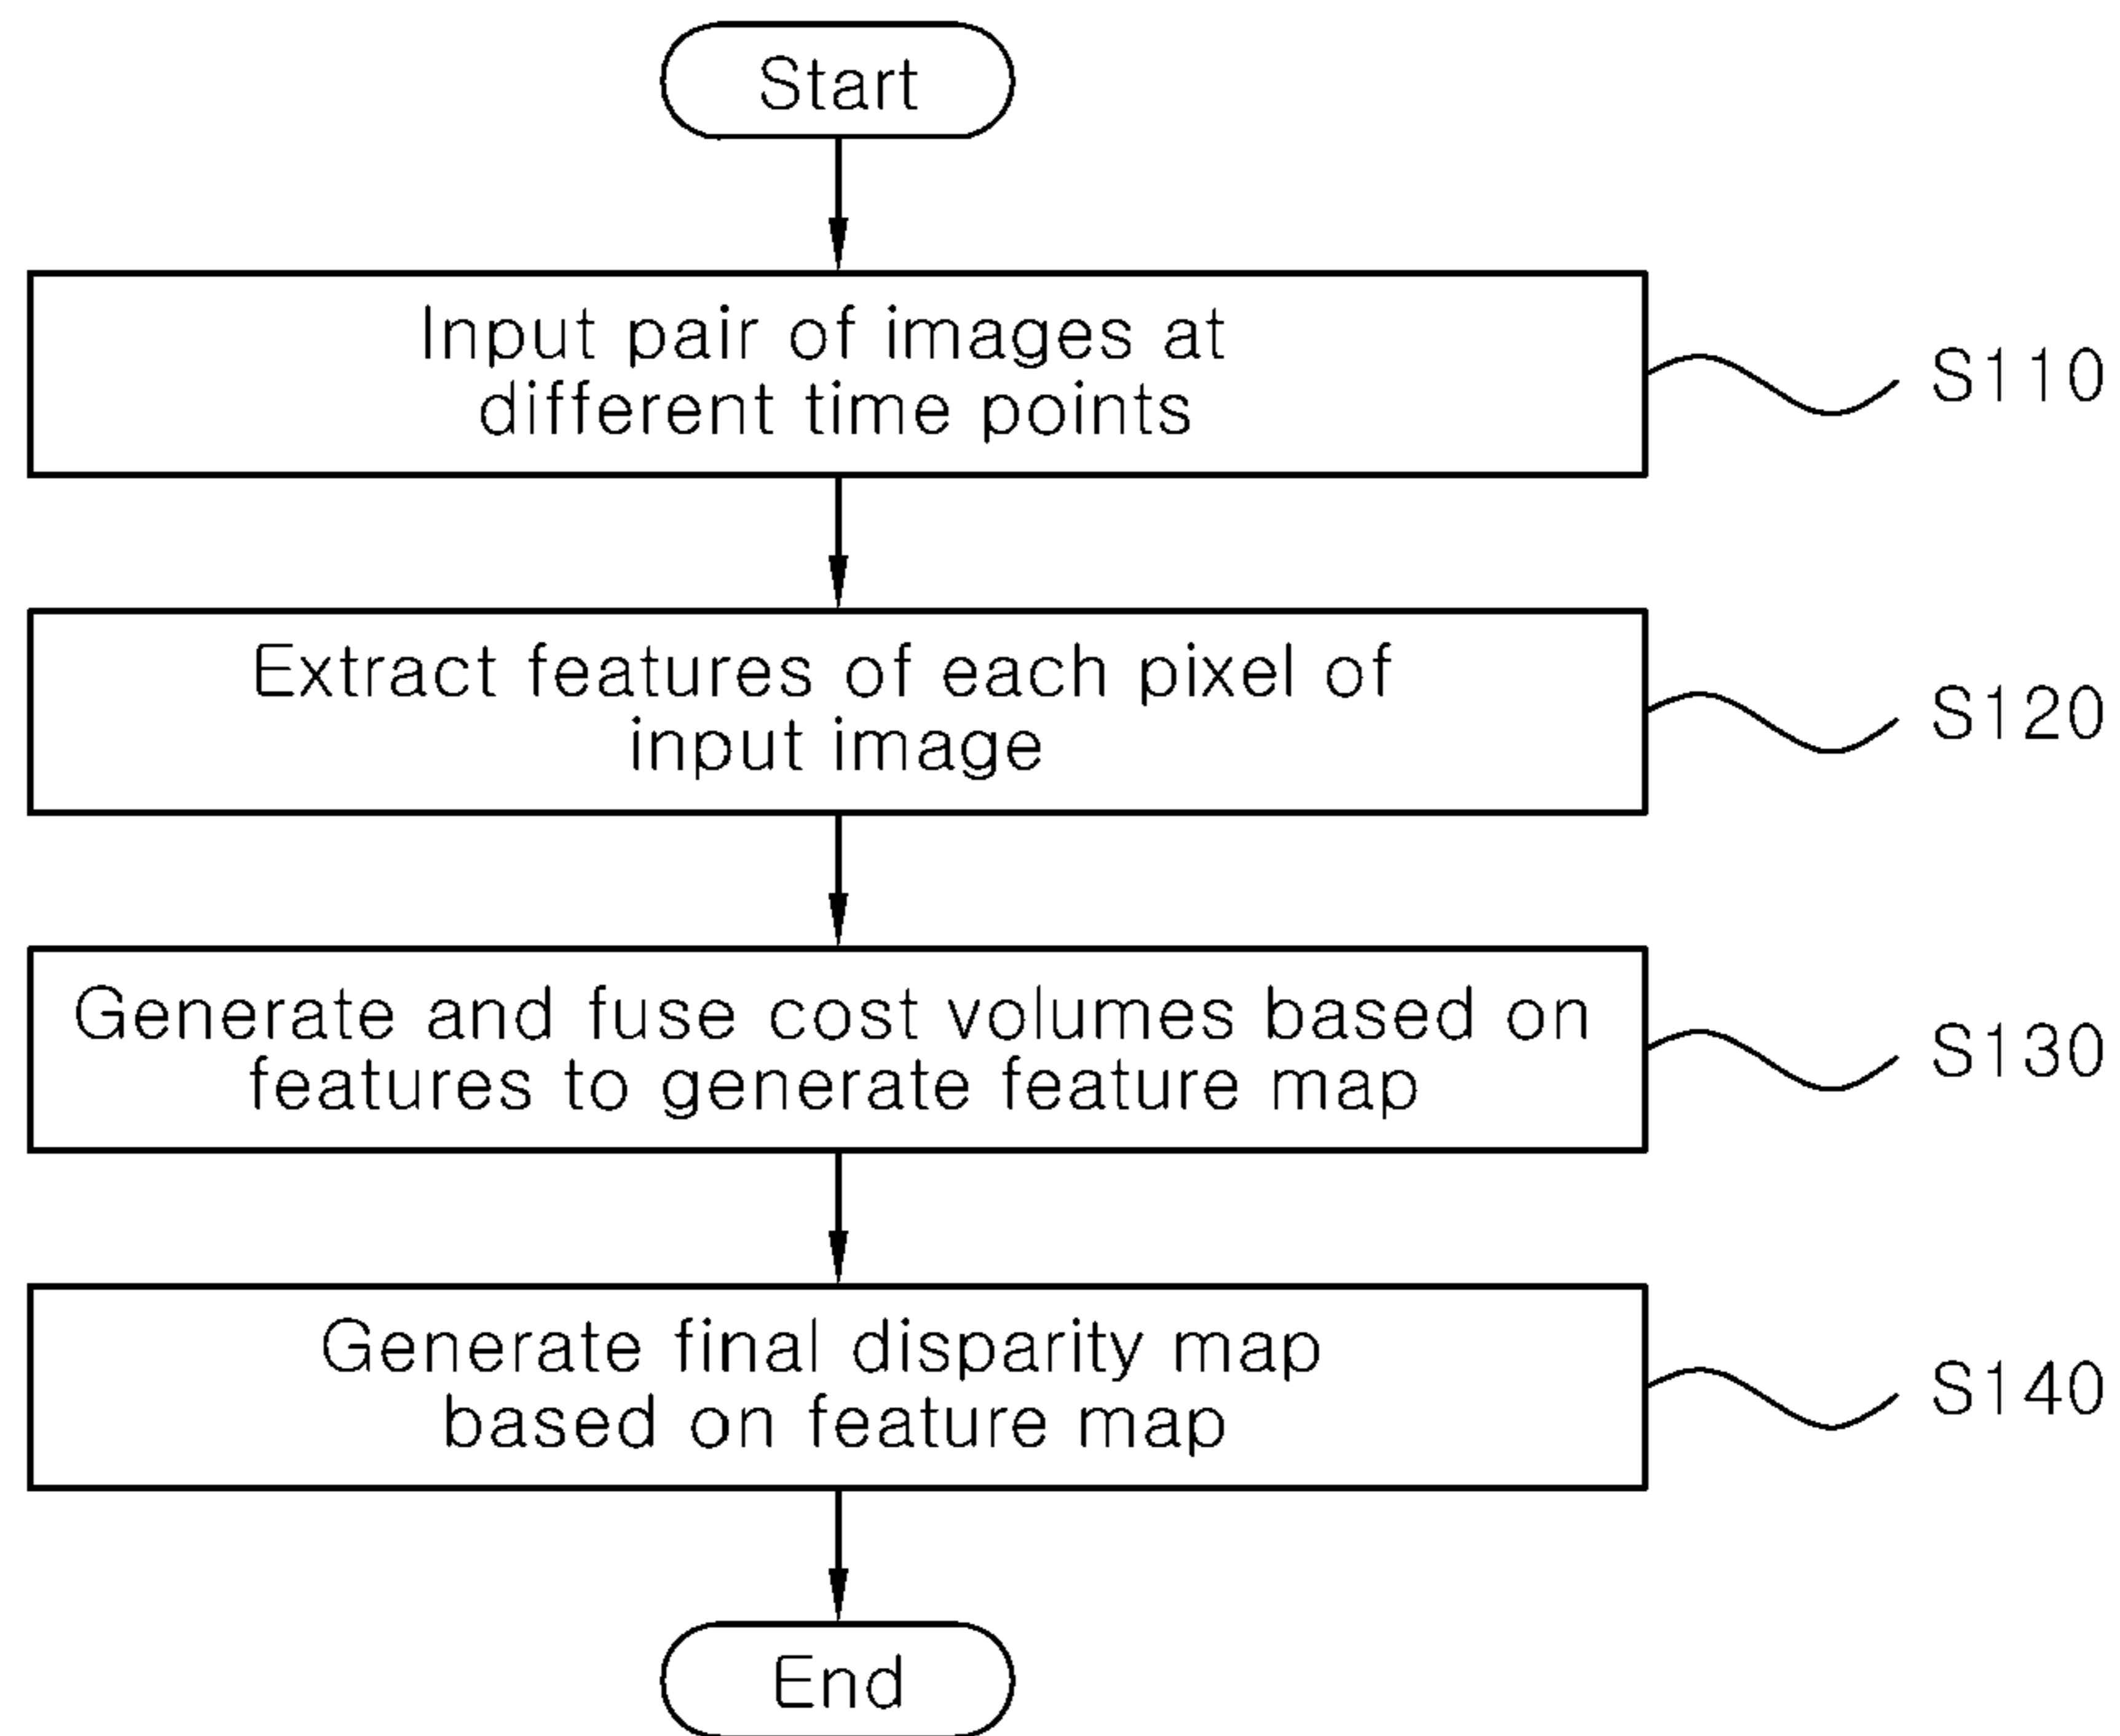 Start
Input pair of images at
different time points
S110
Extract features of each pixel of
input image
S120
Generate and fuse cost volumes based on
features to generate feature map
S130
Generate final disparity map
based on feature map
S140
End